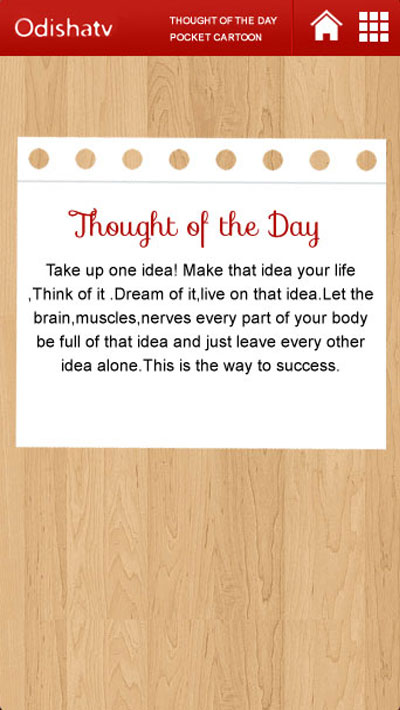 Odishatv
THOUGHT OF THE DAY
POCKET CARTOON
Thought of the Day
Take up one idea! Make that idea your life
,Think of it .Dream of it,live on that idea.Let the
brain,muscles,nerves every part of your body
be full of that idea and just leave every other
idea alone.This is the way to success.